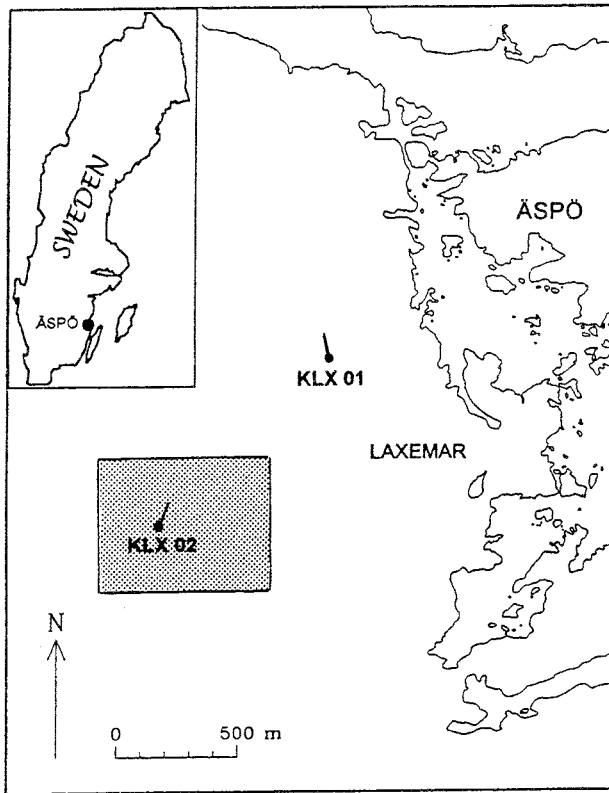 SWEDEN
ÄSPÖ
ÄSPÖ
KLX 01
LAXEMAR
KLX 02
N
0 500 m